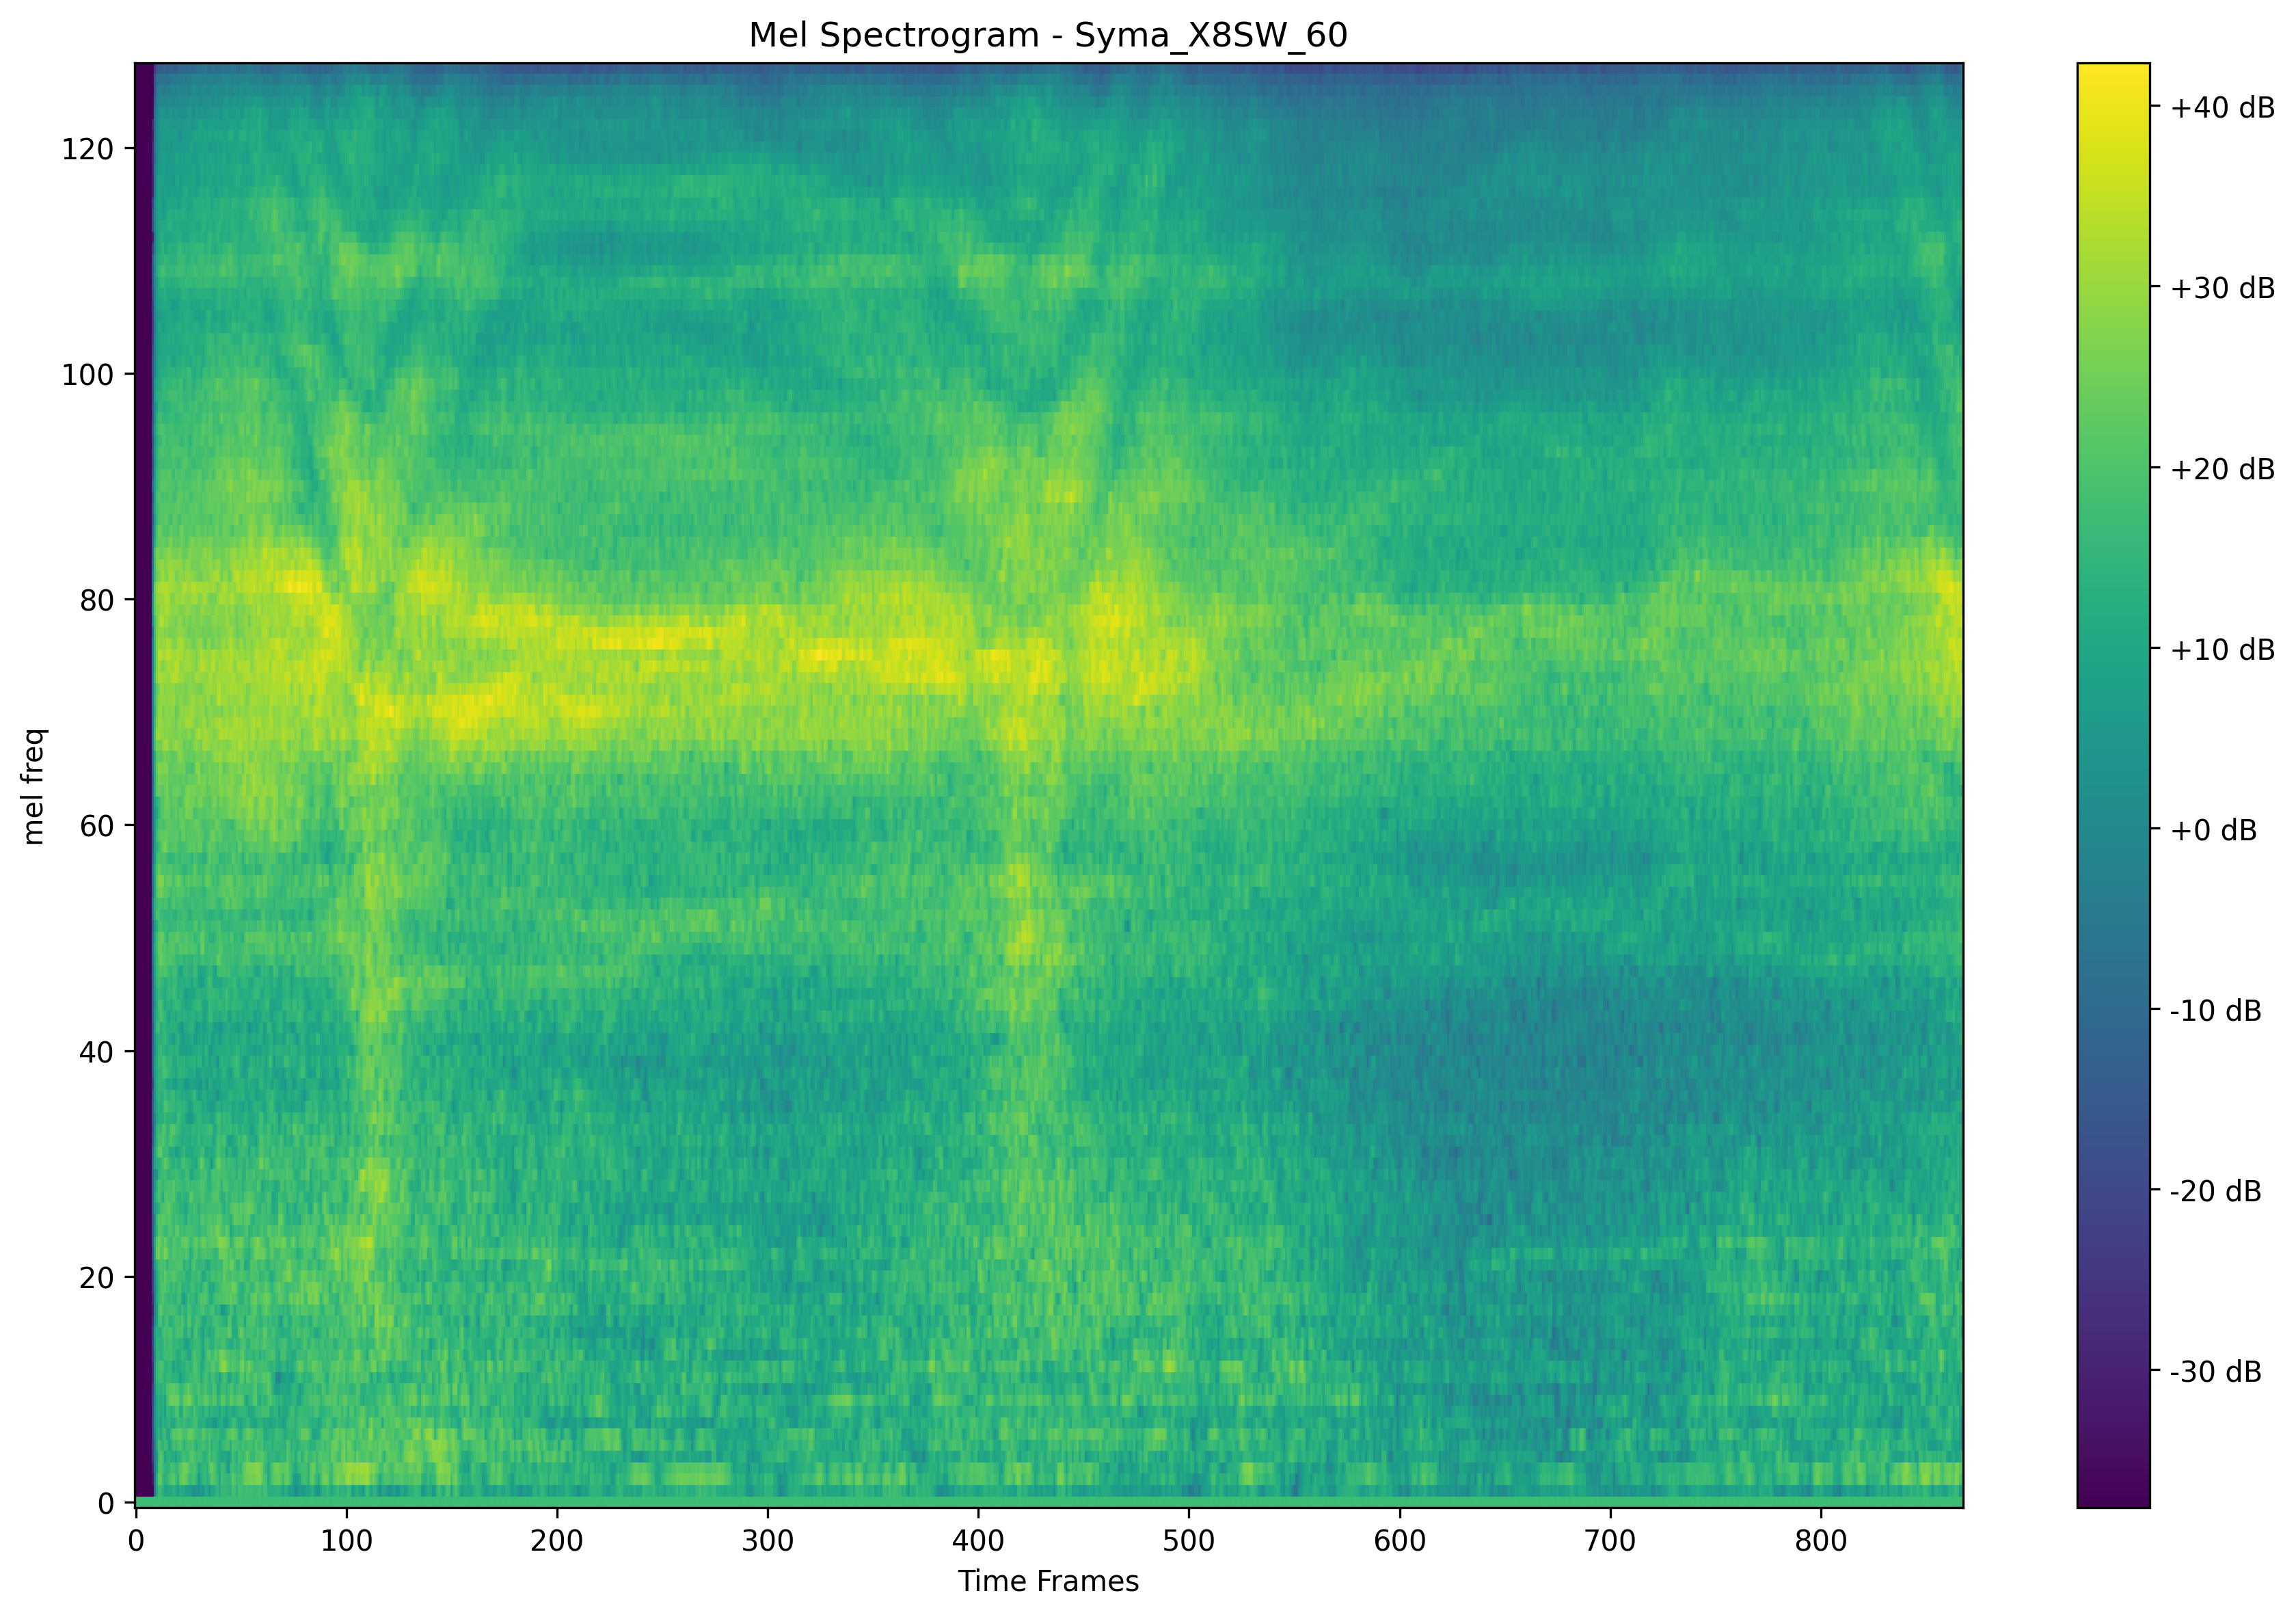 Mel Spectrogram - Syma_X8SW_60
mel freq
120
100
80
60
40
20
0
0 100 200 300 400 500 600 700 800
Time Frames
+40 dB
+30 dB
+20 dB
+10 dB
+0 dB
-10 dB
-20 dB
-30 dB